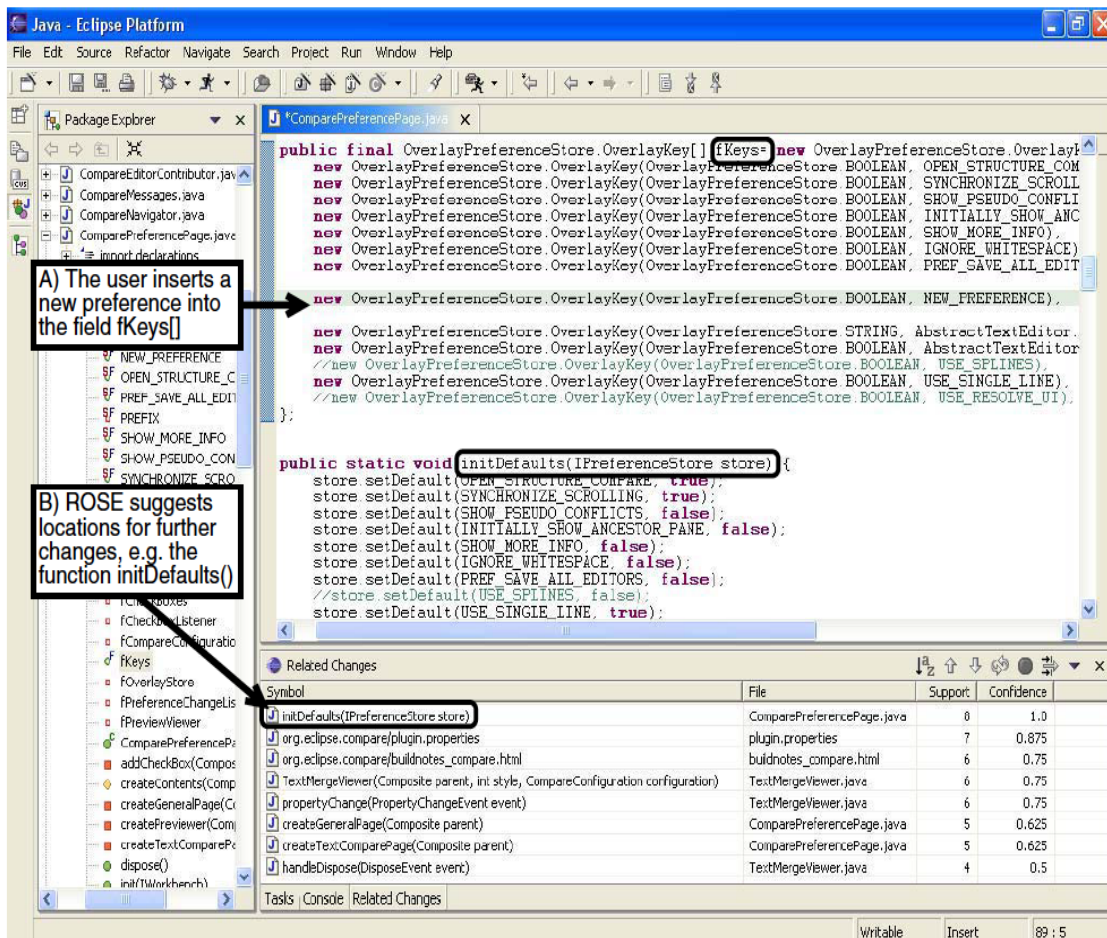 Java - Eclipse Platform
File Edit Source Refactor Navigate Search Project Run Window Help
Package Explorer
CompareEditorContributor.jav
CompareMessages.java
CompareNavigator.java
ComparePreferencePage.java
import declarations
A) The user inserts a
new preference into
the field fKeys[]
NEW_PREFERENCE
OPEN_STRUCTURE_C
PREF_SAVE_ALL_EDIT
PREFIX
SHOW_MORE_INFO
SHOW_PSEUDO_CON
SYNCHRONIZE_SCRO
B) ROSE suggests
locations for further
changes, e.g. the
function initDefaults()
fCheckBoxes
fCheckBoxListener
fCompareConfiguratio
fKeys
fOverlayStore
fPreferenceChangeLis
fPreviewViewer
ComparePreferencePa
addCheckBox(Compos
createContents(Comp
createGeneralPage(Co
createPreviewer(Comp
createTextComparePa
dispose()
init(IWorkbench)
*ComparePreferencePage.java
public final OverlayPreferenceStore.OverlayKey[] fKeys= new OverlayPreferenceStore.Overlay
new OverlayPreferenceStore.OverlayKey(OverlayPreferenceStore.BOOLEAN, OPEN_STRUCTURE_COM
new OverlayPreferenceStore.OverlayKey(OverlayPreferenceStore.BOOLEAN, SYNCHRONIZE_SCROLL
new OverlayPreferenceStore.OverlayKey(OverlayPreferenceStore.BOOLEAN, SHOW_PSEUDO_CONFLI
new OverlayPreferenceStore.OverlayKey(OverlayPreferenceStore.BOOLEAN, INITIALLY_SHOW_ANC
new OverlayPreferenceStore.OverlayKey(OverlayPreferenceStore.BOOLEAN, SHOW_MORE_INFO),
new OverlayPreferenceStore.OverlayKey(OverlayPreferenceStore.BOOLEAN, IGNORE_WHITESPACE)
new OverlayPreferenceStore.OverlayKey(OverlayPreferenceStore.BOOLEAN, PREF_SAVE_ALL_EDIT
new OverlayPreferenceStore.OverlayKey(OverlayPreferenceStore.BOOLEAN, NEW_PREFERENCE),
new OverlayPreferenceStore.OverlayKey(OverlayPreferenceStore.STRING, AbstractTextEditor.
new OverlayPreferenceStore.OverlayKey(OverlayPreferenceStore.BOOLEAN, AbstractTextEditor
//new OverlayPreferenceStore.OverlayKey(OverlayPreferenceStore.BOOLEAN, USE_SPLINES),
new OverlayPreferenceStore.OverlayKey(OverlayPreferenceStore.BOOLEAN, USE_SINGLE_LINE),
//new OverlayPreferenceStore.OverlayKey(OverlayPreferenceStore.BOOLEAN, USE_RESOLVE_UI),
};
public static void initDefaults(IPreferenceStore store) {
store.setDefault(OPEN_STRUCTURE_COMPARE, true);
store.setDefault(SYNCHRONIZE_SCROLLING, true);
store.setDefault(SHOW_PSEUDO_CONFLICTS, false);
store.setDefault(INITIALLY_SHOW_ANCESTOR_PANE, false);
store.setDefault(SHOW_MORE_INFO, false);
store.setDefault(IGNORE_WHITESPACE, false);
store.setDefault(PREF_SAVE_ALL_EDITORS, false);
//store.setDefault(USE_SPLINES, false);
store.setDefault(USE_SINGLE_LINE, true);
Related Changes
Symbol File Support Confidence
initDefaults(IPreferenceStore store) ComparePreferencePage.java 8 1.0
org.eclipse.compare/plugin.properties plugin.properties 7 0.875
org.eclipse.compare/buildnotes_compare.html buildnotes_compare.html 6 0.75
TextMergeViewer(Composite parent, int style, CompareConfiguration configuration) TextMergeViewer.java 6 0.75
propertyChange(PropertyChangeEvent event) TextMergeViewer.java 6 0.75
createGeneralPage(Composite parent) ComparePreferencePage.java 5 0.625
createTextComparePage(Composite parent) ComparePreferencePage.java 5 0.625
handleDispose(DisposeEvent event) TextMergeViewer.java 4 0.5
Tasks Console Related Changes
Writable Insert 89 : 5